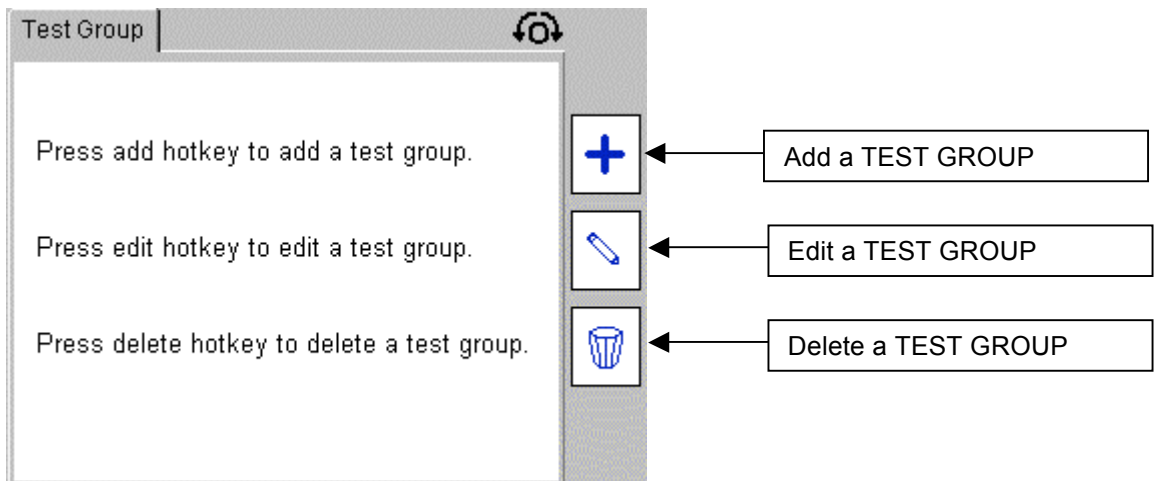 Test Group
Press add hotkey to add a test group.
Add a TEST GROUP
Press edit hotkey to edit a test group.
Edit a TEST GROUP
Press delete hotkey to delete a test group.
Delete a TEST GROUP